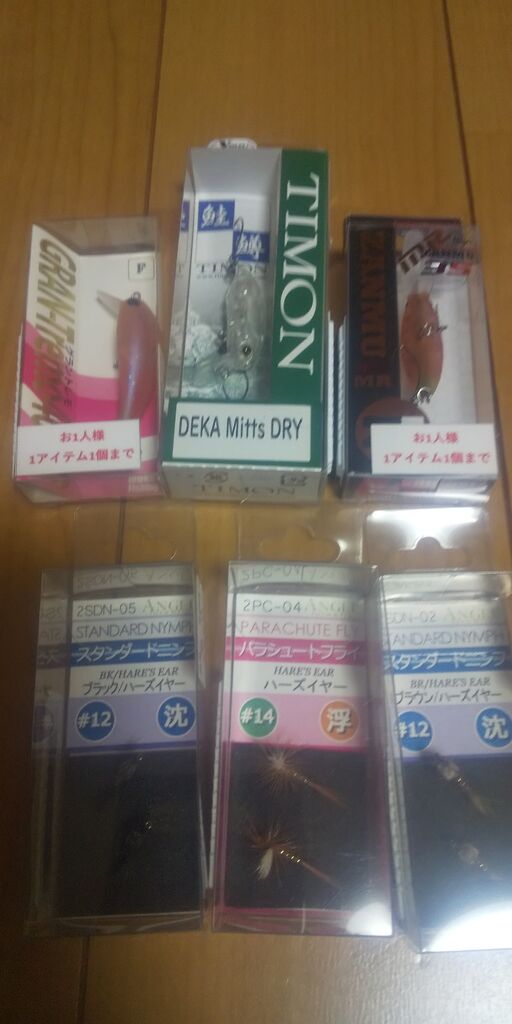 GRAN
F
お1人様
1アイテム1個まで
TIMON
鮭
鱒
TIMON
DEKA Mitts DRY
TIMON
MR
お1人様
1アイテム1個まで
2SDN-05
STANDARD NYMPH
スタンダードニンフ
BK/HARE'S EAR
ブラック/ハーズイヤー
#12
沈
2PC-04
PARACHUTE FLY
パラシュートフライ
HARE'S EAR
ハーズイヤー
#14
浮
SDN-02
STANDARD NYMPH
スタンダードニンフ
BR/HARE'S EAR
ブラウン/ハーズイヤー
#12
沈